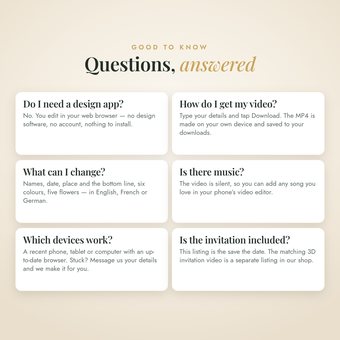 GOOD TO KNOW
Questions, answered
Do I need a design app?
No. You edit in your web browser — no design
software, no account, nothing to install.
How do I get my video?
Type your details and tap Download. The MP4 is
made on your own device and saved to your
downloads.
What can I change?
Names, date, place and the bottom line, six
colours, five flowers — in English, French or
German.
Is there music?
The video is silent, so you can add any song you
love in your phone's video editor.
Which devices work?
A recent phone, tablet or computer with an up-
to-date browser. Stuck? Message us your details
and we make it for you.
Is the invitation included?
This listing is the save the date. The matching 3D
invitation video is a separate listing in our shop.